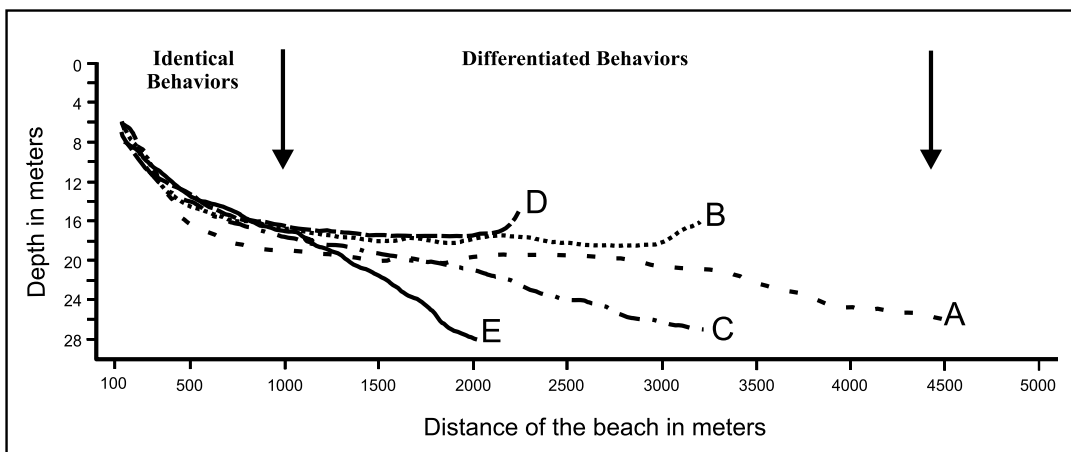 Identical
Behaviors
Differentiated Behaviors
0
4
8
12
16
20
24
28
Depth in meters
D
B
A
C
E
100 500 1000 1500 2000 2500 3000 3500 4000 4500 5000
Distance of the beach in meters